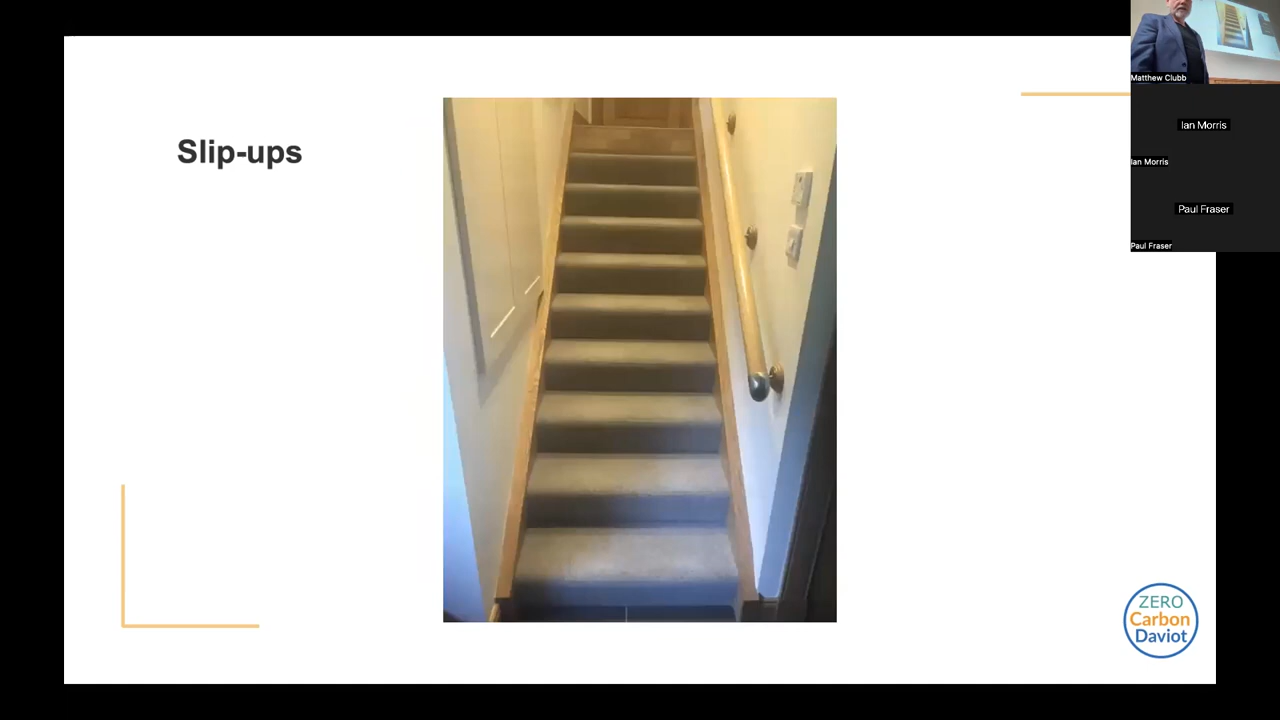 Slip-ups
Matthew Clubb
Ian Morris
Ian Morris
Paul Fraser
Paul Fraser
ZERO
Carbon
Daviot